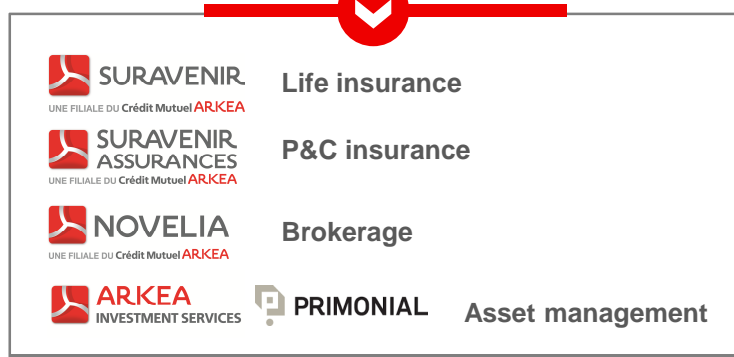 SURAVENIR
UNE FILIALE DU Crédit Mutuel ARKEA
Life insurance
SURAVENIR
ASSURANCES
UNE FILIALE DU Crédit Mutuel ARKEA
P&C insurance
NOVELIA
UNE FILIALE DU Crédit Mutuel ARKEA
Brokerage
ARKEA
INVESTMENT SERVICES
PRIMONIAL
Asset management